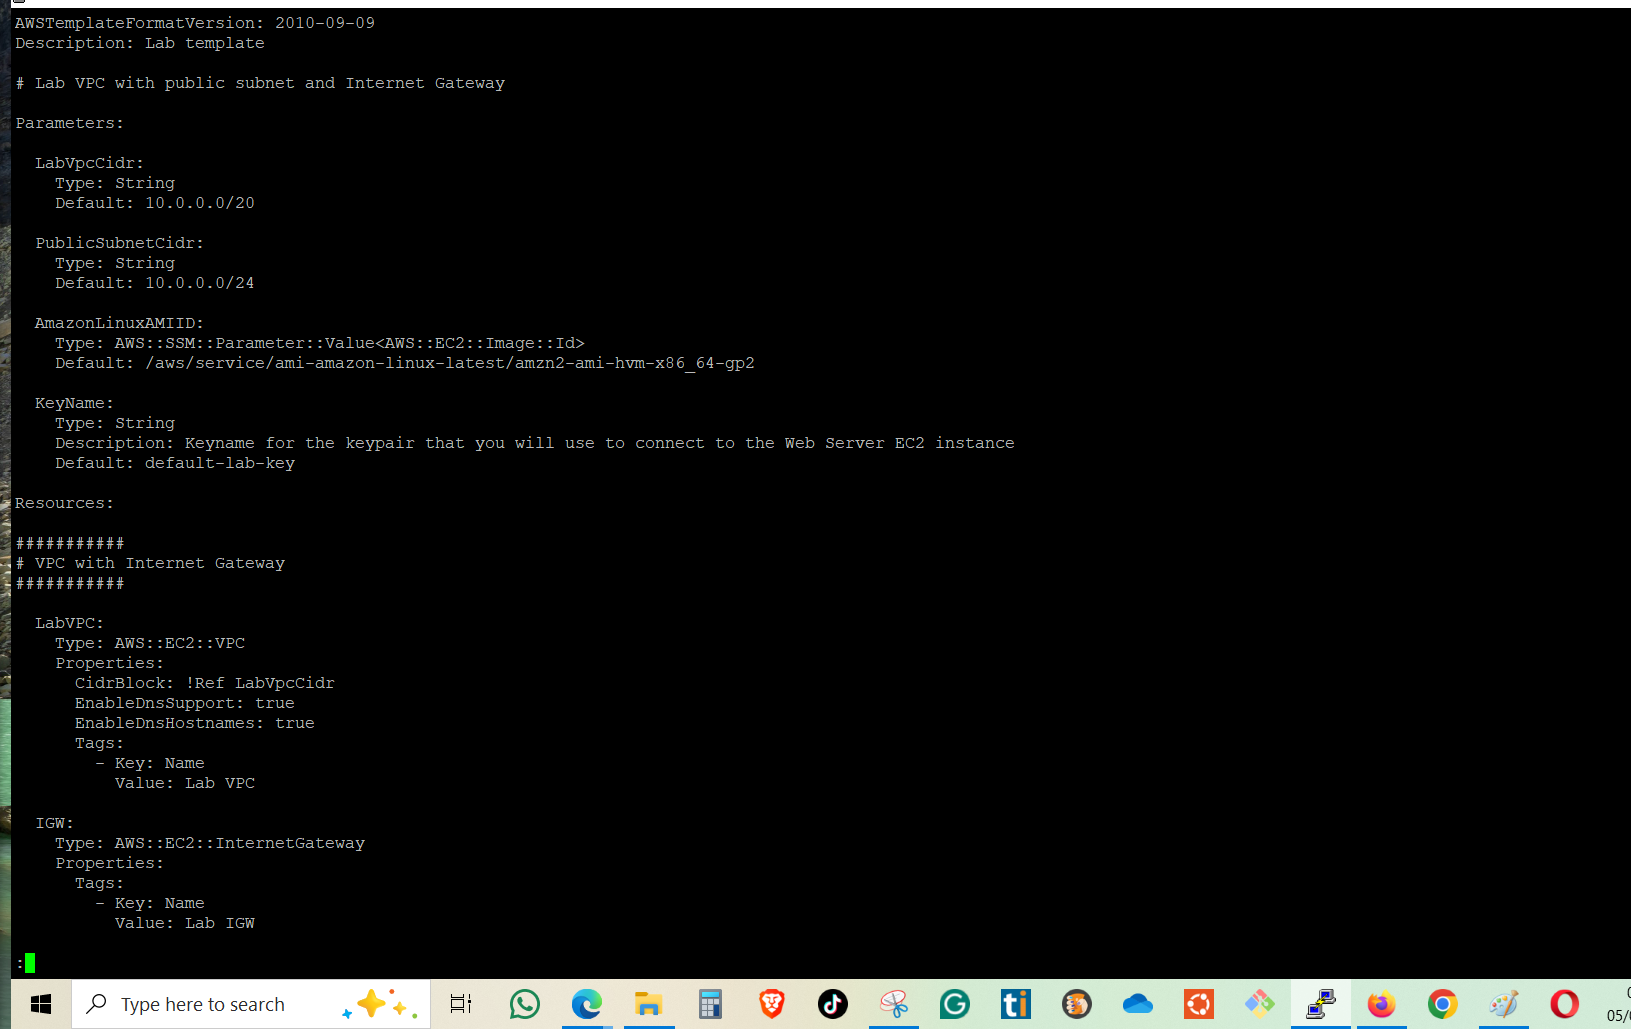 AWSTemplateFormatVersion: 2010-09-09
Description: Lab template
# Lab VPC with public subnet and Internet Gateway
Parameters:
LabVpcCidr:
Type: String
Default: 10.0.0.0/20
PublicSubnetCidr:
Type: String
Default: 10.0.0.0/24
AmazonLinuxAMIID:
Type: AWS::SSM::Parameter::Value<AWS::EC2::Image::Id>
Default: /aws/service/ami-amazon-linux-latest/amzn2-ami-hvm-x86_64-gp2
KeyName:
Type: String
Description: Keyname for the keypair that you will use to connect to the Web Server EC2 instance
Default: default-lab-key
Resources:
###########
# VPC with Internet Gateway
###########
LabVPC:
Type: AWS::EC2::VPC
Properties:
CidrBlock: !Ref LabVpcCidr
EnableDnsSupport: true
EnableDnsHostnames: true
Tags:
- Key: Name
Value: Lab VPC
IGW:
Type: AWS::EC2::InternetGateway
Properties:
Tags:
- Key: Name
Value: Lab IGW
:
Type here to search
ti
05/